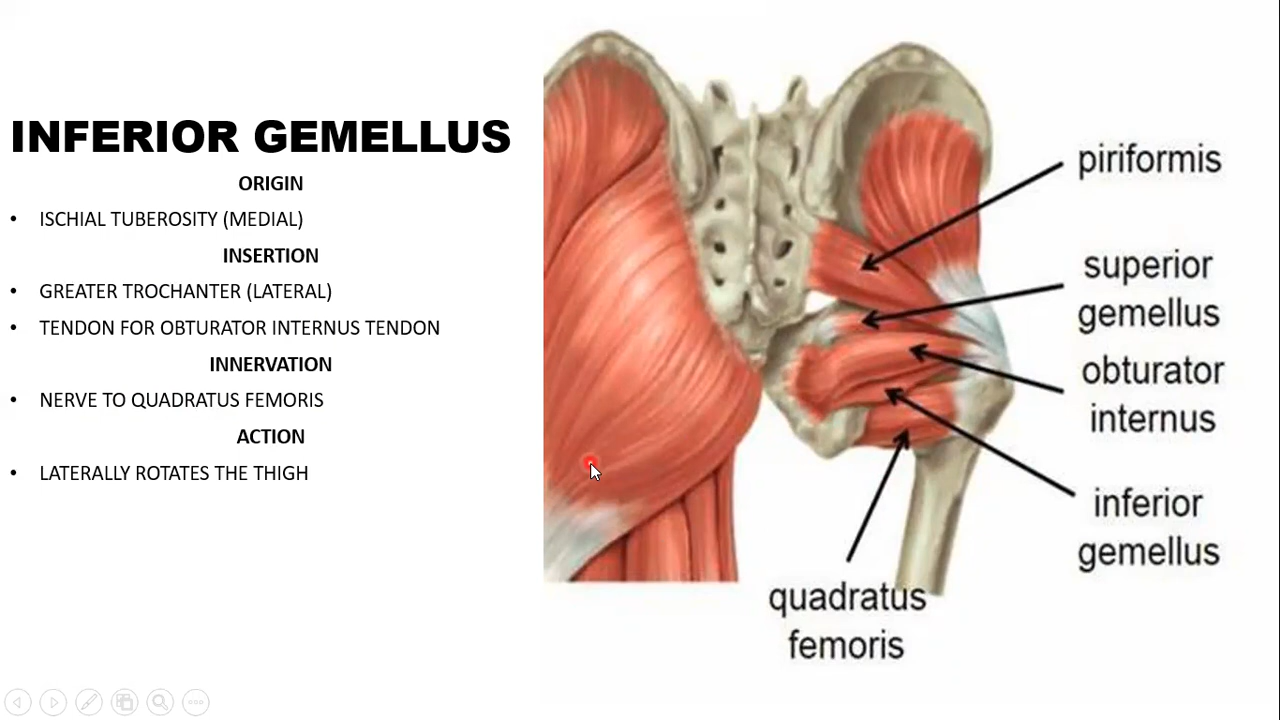 INFERIOR GEMELLUS
ORIGIN
• ISCHIAL TUBEROSITY (MEDIAL)
INSERTION
• GREATER TROCHANTER (LATERAL)
• TENDON FOR OBTURATOR INTERNUS TENDON
INNERVATION
• NERVE TO QUADRATUS FEMORIS
ACTION
• LATERALLY ROTATES THE THIGH
piriformis
superior
gemellus
obturator
internus
inferior
gemellus
quadratus
femoris